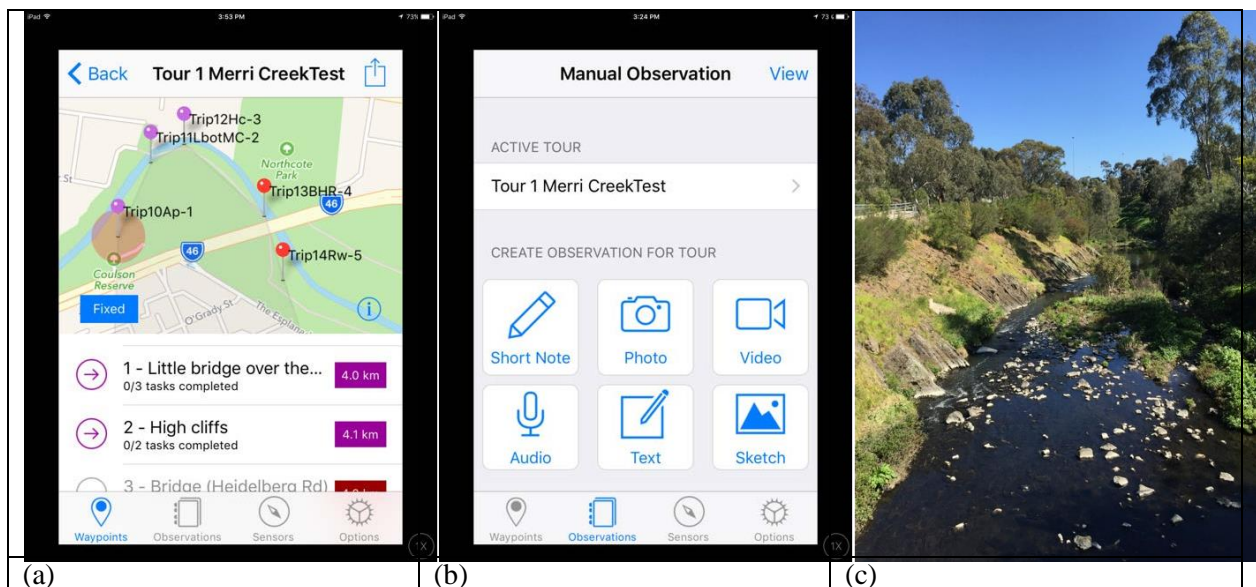 iPad
3:53 PM
73%
Back
Tour 1 Merri CreekTest
Trip12Hc-3
Trip11LbotMC-2
Northcote
Park
St
Trip13BHR-4
46
Trip10Ap-1
46
Trip14Rw-5
Coulson
Reserve
Fixed
O'Grady St
The Esplana
1 - Little bridge over the...
4.0 km
0/3 tasks completed
2 - High cliffs
4.1 km
0/2 tasks completed
3 - Bridge (Heidelberg Rd)
Waypoints
Observations
Sensors
Options
1X
(a)
iPad
3:24 PM
73
Manual Observation
View
ACTIVE TOUR
Tour 1 Merri CreekTest
CREATE OBSERVATION FOR TOUR
Short Note
Photo
Video
Audio
Text
Sketch
Waypoints
Observations
Sensors
Options
1X
(b)
(c)